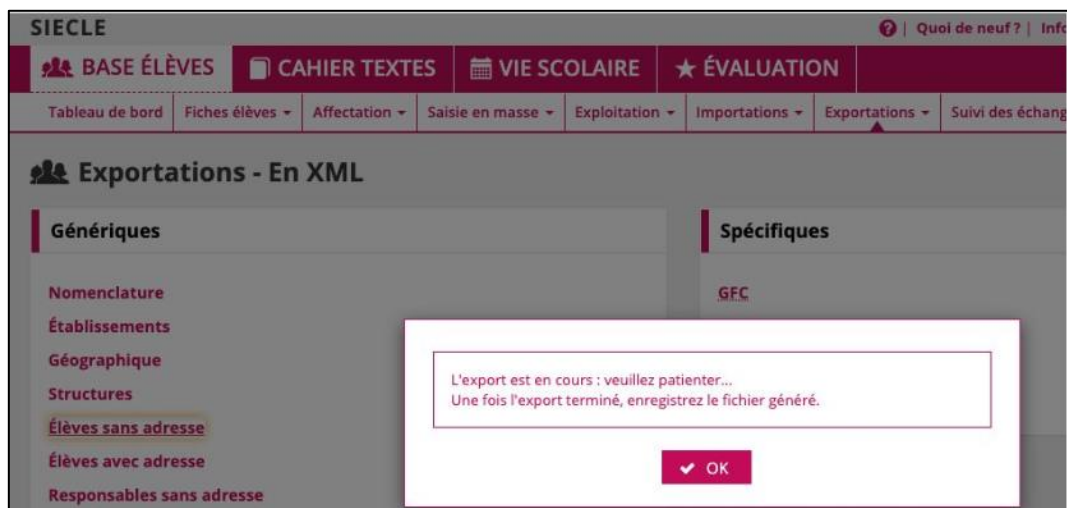 SIECLE
? | Quoi de neuf ? |
BASE ÉLÈVES CAHIER TEXTES VIE SCOLAIRE ÉVALUATION
Tableau de bord Fiches élèves Affectation Saisie en masse Exploitation Importations Exportations Suivi des
Exportations - En XML
Génériques
Spécifiques
Nomenclature
GFC
Établissements
Géographique
Structures
Élèves sans adresse
Élèves avec adresse
Responsables sans adresse
L'export est en cours : veuillez patienter...
Une fois l'export terminé, enregistrez le fichier généré.
OK